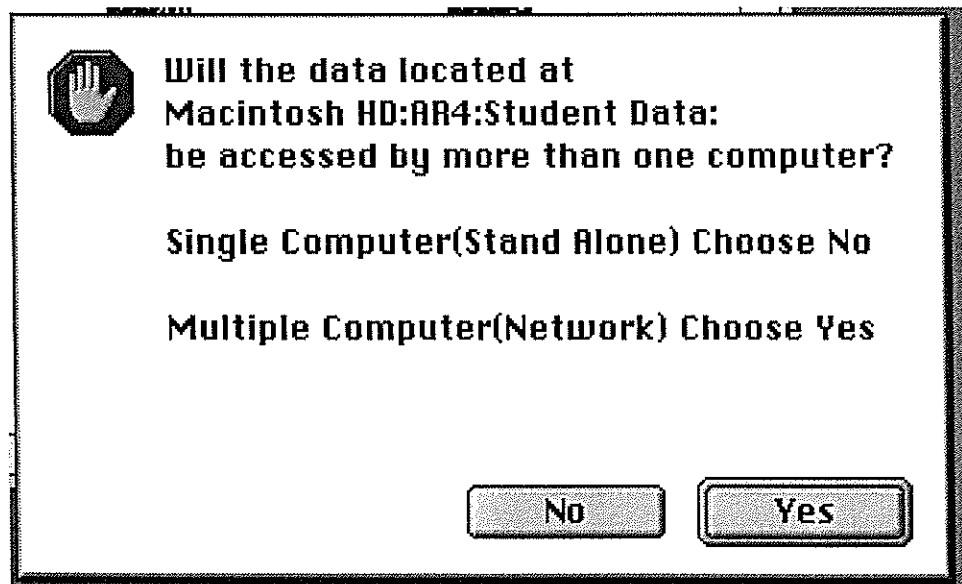 Will the data located at
Macintosh HD:AR4:Student Data:
be accessed by more than one computer?
Single Computer(Stand Alone) Choose No
Multiple Computer(Network) Choose Yes
No
Yes